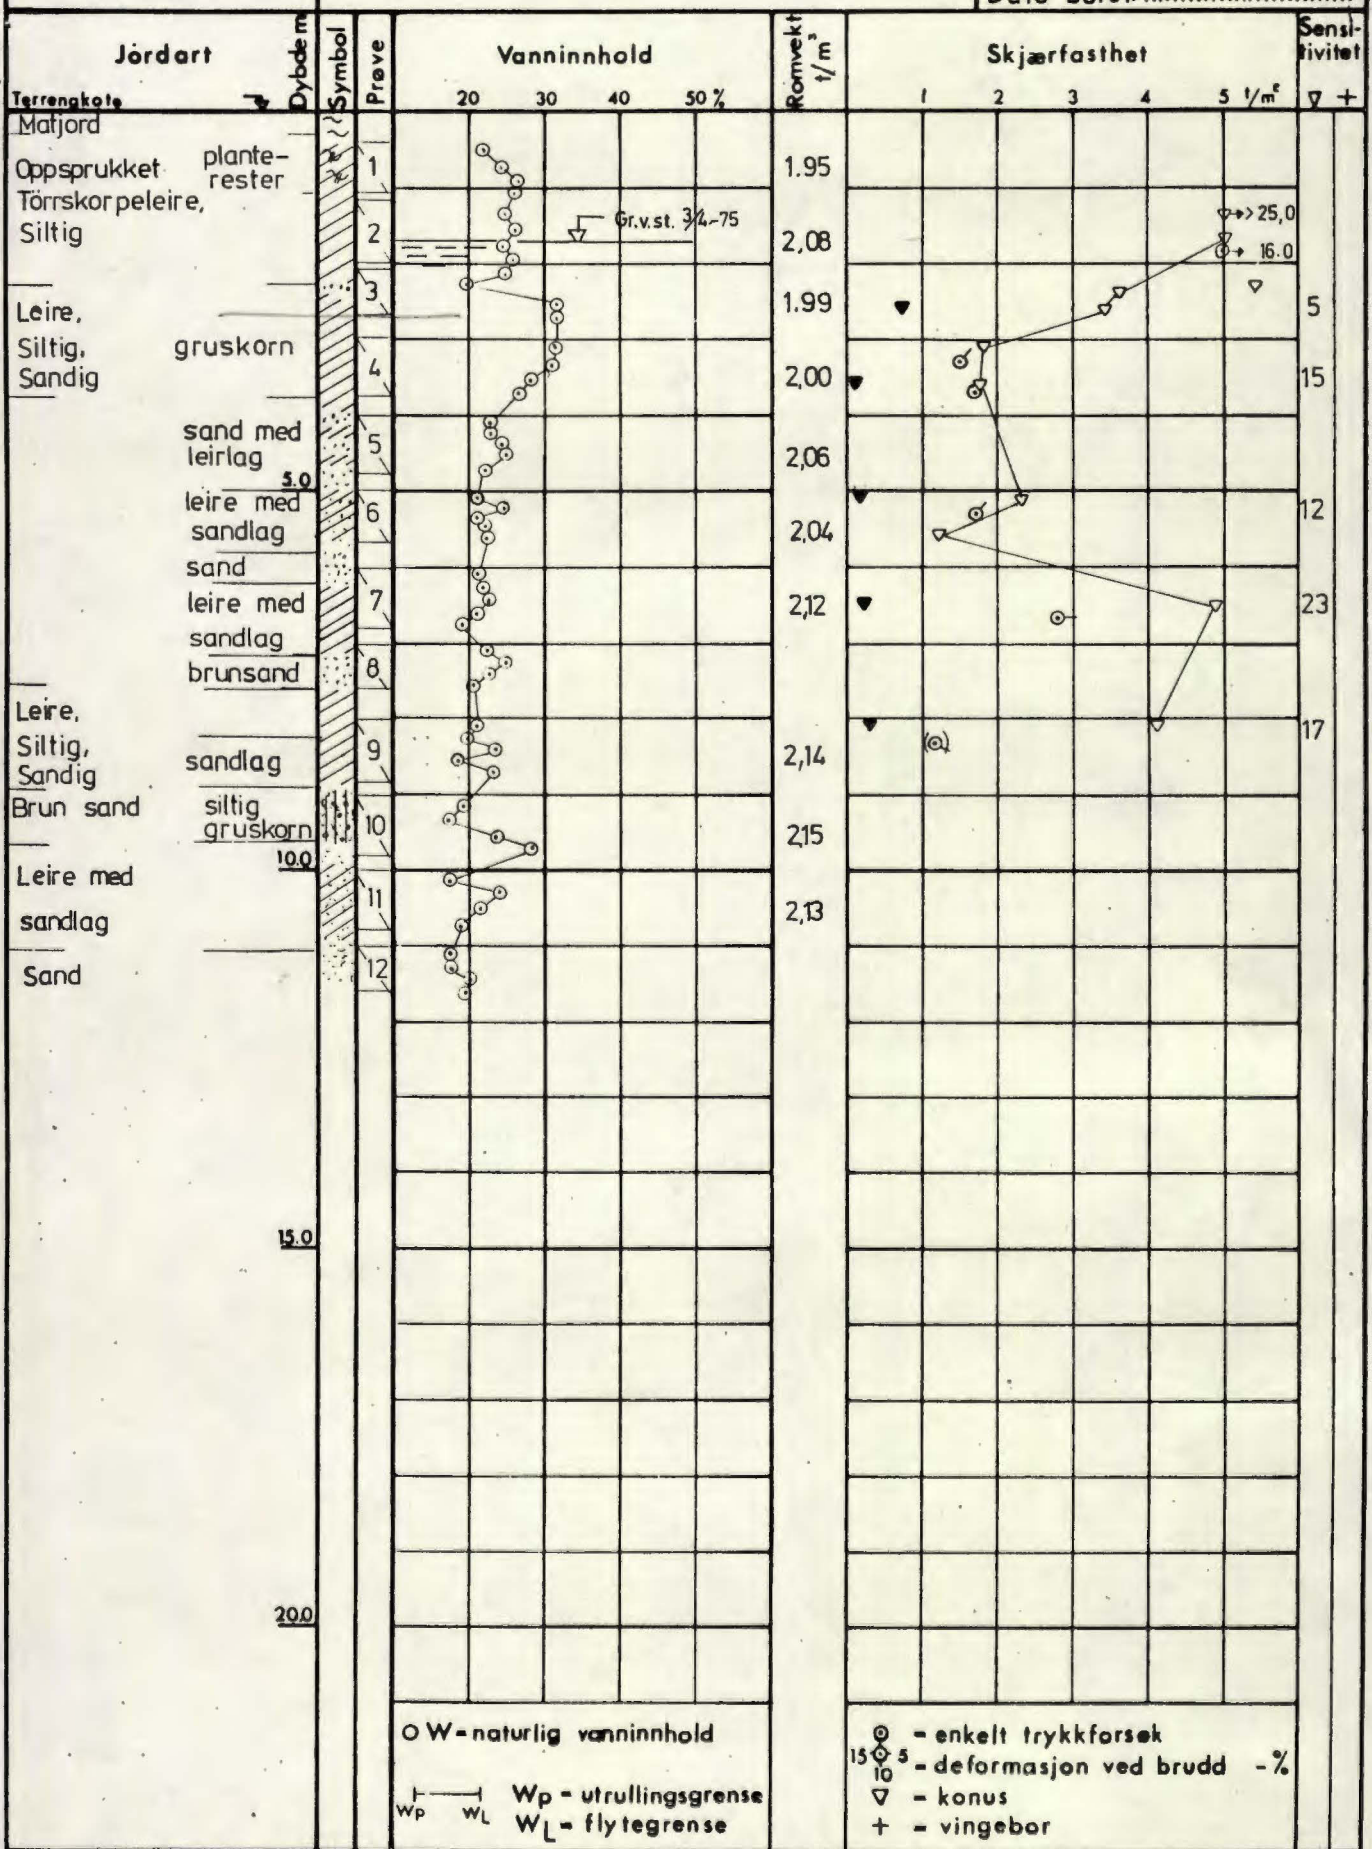 Jordart
Dybde m
Symbol
Prøve
Vanninnhold
Romvekt t/m³
Skjærfasthet
Sensi-
tivitet
Terrengkote
20 30 40 50 %
1 2 3 4 5 t/m²
▽ +
Matjord
Oppsprukket plante-
rester
1
1.95
Törrskorpeleire,
Siltig
2
Gr.v.st. 3/4-75
2,08
> 25,0
16.0
3
1.99
5
Leire,
Siltig, gruskorn
Sandig
4
2,00
15
sand med
leirlag
5
2,06
5.0
leire med
sandlag
6
2,04
12
sand
leire med
sandlag
7
2,12
23
brunsand
8
Leire,
Siltig,
Sandig
sandlag
9
2,14
17
Brun sand siltig
gruskorn
10
2,15
10.0
Leire med
sandlag
11
2,13
Sand
12
15.0
20.0
O W = naturlig vanninnhold
Wp WL
Wp = utrullingsgrense
WL = flytegrense
= enkelt trykkforsøk
15 5
10
= deformasjon ved brudd - %
▽ = konus
+ = vingebor